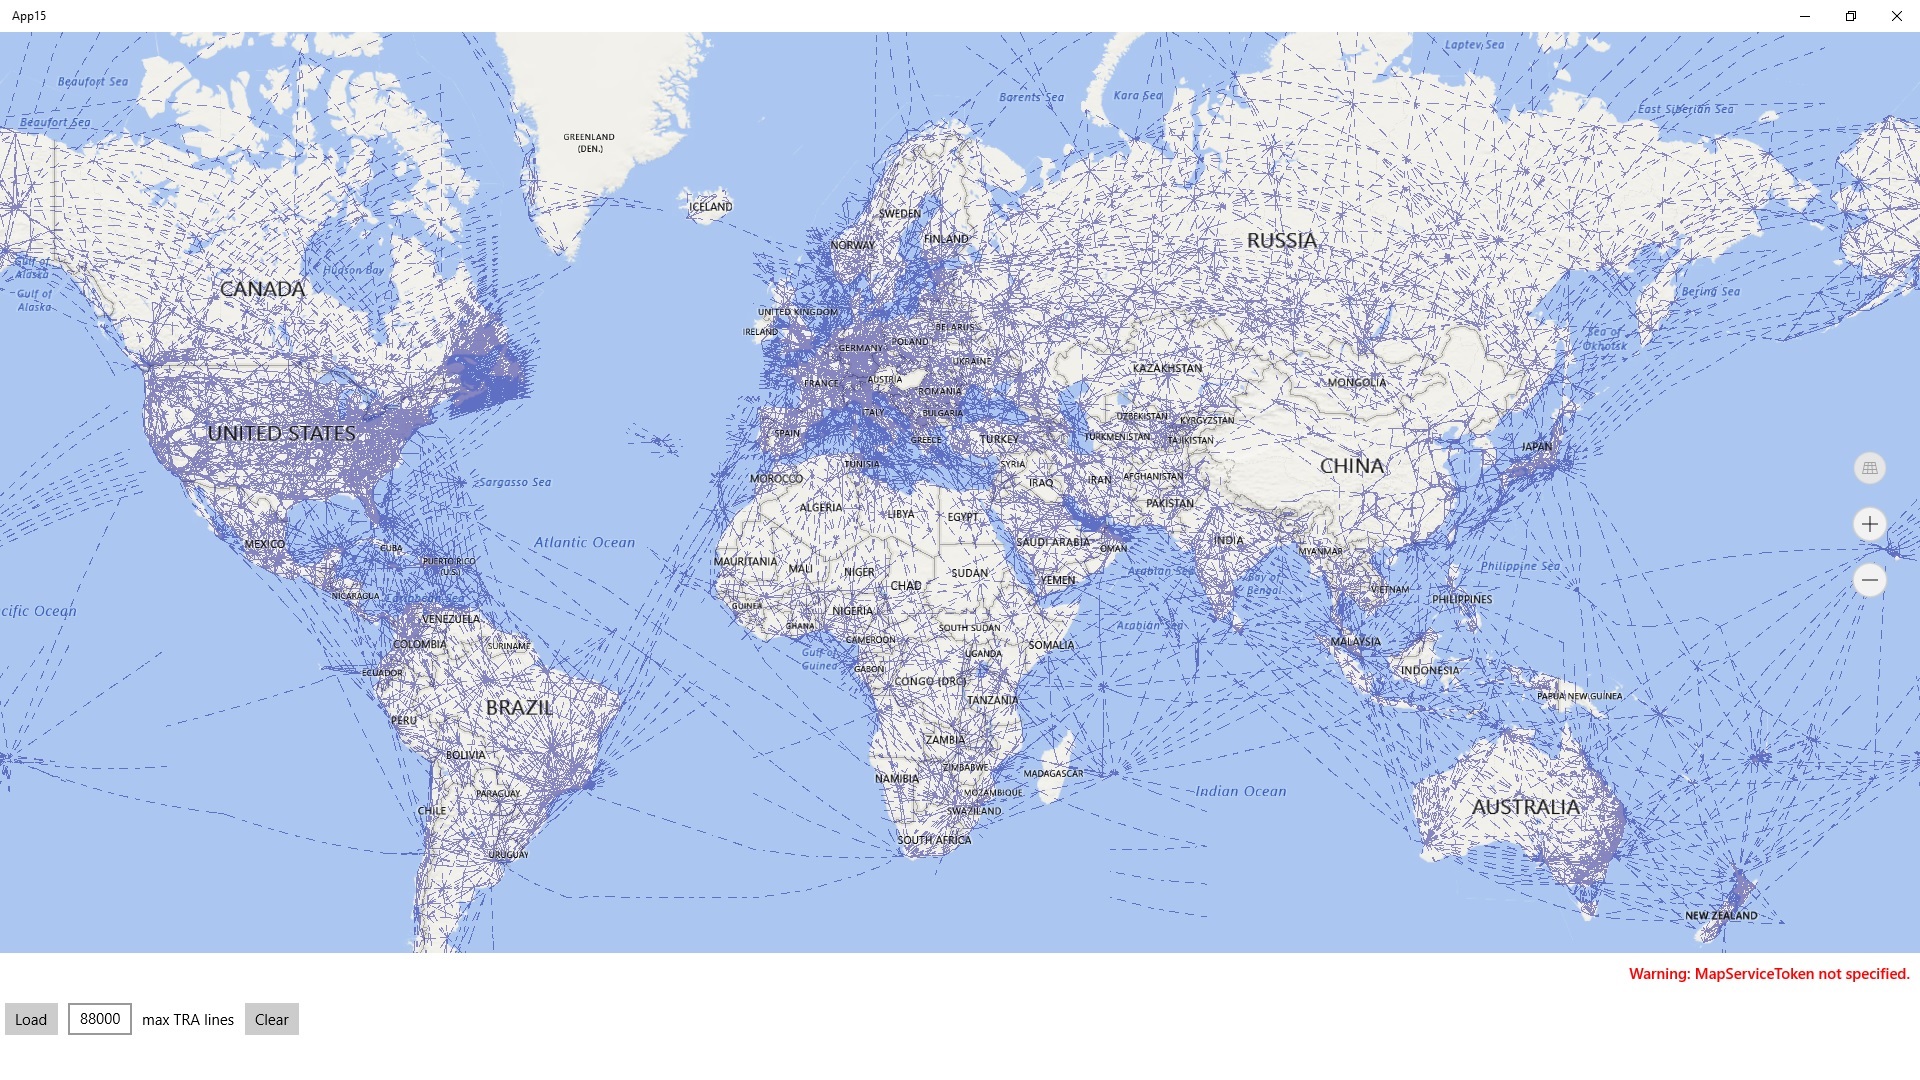 App15
Laptev Sea
Beaufort Sea
Barents Sea
Kara Sea
East Siberian Sea
Beaufort Sea
GREENLAND
(DEN.)
ICELAND
SWEDEN
NORWAY
FINLAND
RUSSIA
Gulf of
Alaska
Hudson Bay
CANADA
Gulf of
Alaska
Bering Sea
UNITED KINGDOM
IRELAND
BELARUS
Sea of
Okhotsk
GERMANY
POLAND
UKRAINE
KAZAKHSTAN
FRANCE
AUSTRIA
MONGOLIA
ROMANIA
ITALY
BULGARIA
UZBEKISTAN
KYRGYZSTAN
UNITED STATES
SPAIN
GREECE
TURKEY
TURKMENISTAN
TAJIKISTAN
JAPAN
TUNISIA
SYRIA
CHINA
MOROCCO
IRAQ
IRAN
AFGHANISTAN
Sargasso Sea
ALGERIA
LIBYA
EGYPT
PAKISTAN
Atlantic Ocean
MEXICO
CUBA
SAUDI ARABIA
OMAN
INDIA
MYANMAR
PUERTO RICO
(U.S.)
MAURITANIA
MALI
NIGER
CHAD
SUDAN
YEMEN
Arabian Sea
Bay of
Bengal
Philippine Sea
NICARAGUA
Caribbean Sea
GUINEA
NIGERIA
VIETNAM
PHILIPPINES
cific Ocean
VENEZUELA
GHANA
SOUTH SUDAN
Arabian Sea
COLOMBIA
SURINAME
CAMEROON
SOMALIA
MALAYSIA
Gulf of
Guinea
UGANDA
ECUADOR
GABON
CONGO (DRC)
INDONESIA
BRAZIL
TANZANIA
PAPUA NEW GUINEA
PERU
ZAMBIA
BOLIVIA
ZIMBABWE
MADAGASCAR
NAMIBIA
PARAGUAY
MOZAMBIQUE
Indian Ocean
CHILE
SWAZILAND
AUSTRALIA
SOUTH AFRICA
URUGUAY
NEW ZEALAND
Warning: MapServiceToken not specified.
Load 88000 max TRA lines Clear